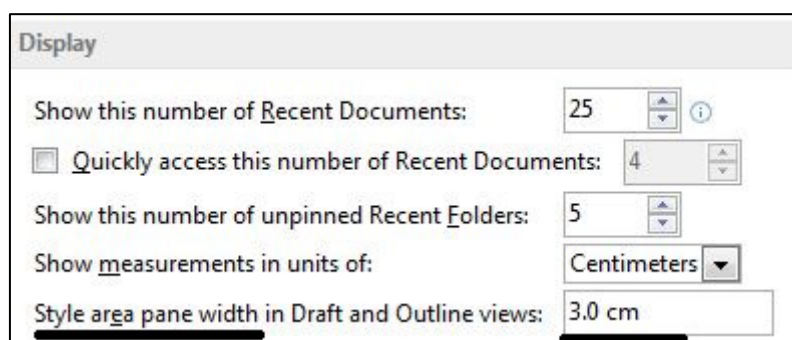 Display
Show this number of Recent Documents: 25
Quickly access this number of Recent Documents: 4
Show this number of unpinned Recent Folders: 5
Show measurements in units of: Centimeters
Style area pane width in Draft and Outline views: 3.0 cm